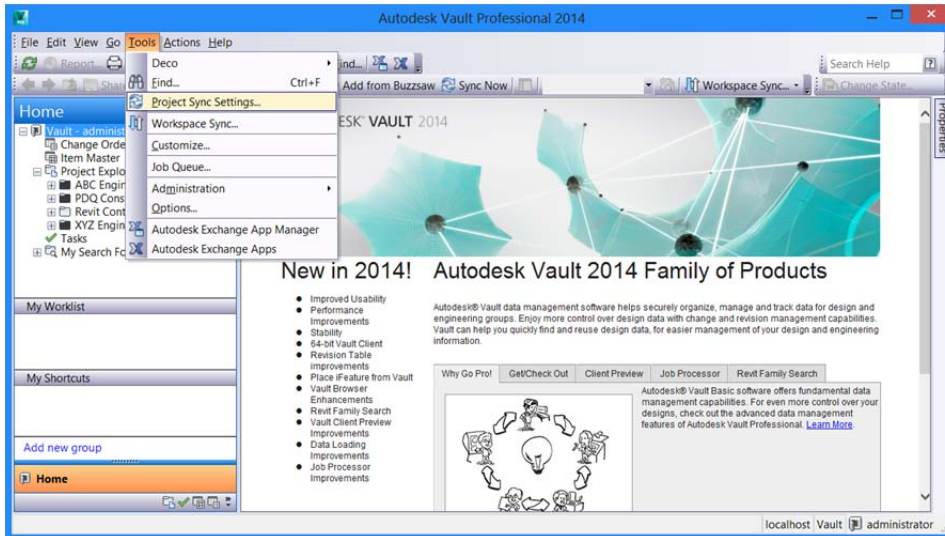 Autodesk Vault Professional 2014
File Edit View Go Tools Actions Help
Report... ind... Search Help
Shar Add from Buzzsaw Sync Now Workspace Sync... Change State...
Deco
Find... Ctrl+F
Project Sync Settings...
Workspace Sync...
Customize...
Job Queue...
Administration
Options...
Autodesk Exchange App Manager
Autodesk Exchange Apps
Home
Vault - administ
Change Orde
Item Master
Project Explo
ABC Engir
PDQ Cons
Revit Cont
XYZ Engin
Tasks
My Search Fo
My Worklist
My Shortcuts
Add new group
Home
ESK® VAULT 2014
Properties
New in 2014!
Improved Usability
Performance
Improvements
Stability
64-bit Vault Client
Revision Table
Improvements
Place iFeature from Vault
Vault Browser
Enhancements
Revit Family Search
Vault Client Preview
Improvements
Data Loading
Improvements
Job Processor
Improvements
Autodesk Vault 2014 Family of Products
Autodesk® Vault data management software helps securely organize, manage and track data for design and
engineering groups. Enjoy more control over design data with change and revision management capabilities.
Vault can help you quickly find and reuse design data, for easier management of your design and engineering
information.
Why Go Pro! Get/Check Out Client Preview Job Processor Revit Family Search
Autodesk® Vault Basic software offers fundamental data
management capabilities. For even more control over your
designs, check out the advanced data management
features of Autodesk Vault Professional. Learn More.
localhost Vault administrator